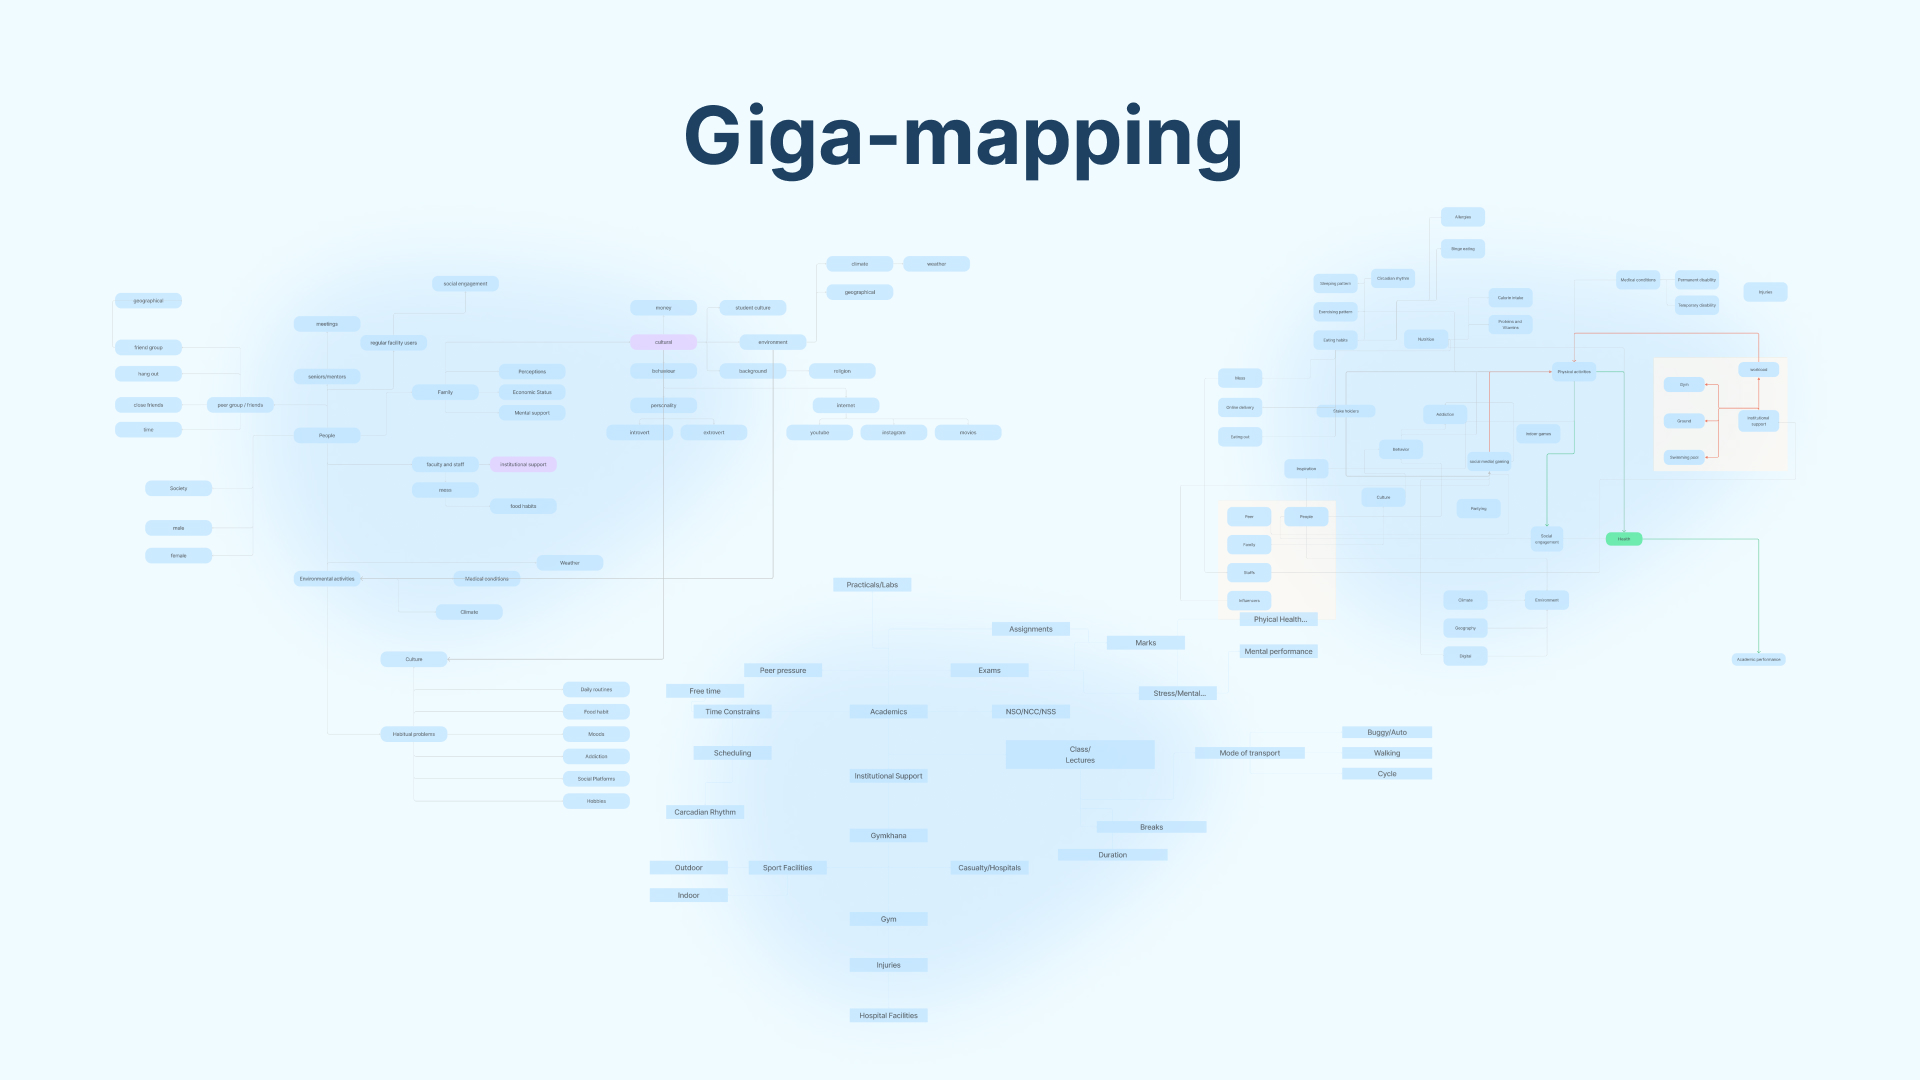 Giga-mapping
social engagement
geographical
meetings
regular facility users
friend group
hang out
seniors/mentors
close friends
peer group / friends
time
People
Family
Perceptions
Economic Status
Mental support
faculty and staff
institutional support
mess
food habits
Society
male
female
Environmental activities
Weather
Medical conditions
Climate
Culture
Habitual problems
Daily routines
Food habit
Moods
Addiction
Social Platforms
Hobbies
climate
weather
geographical
money
student culture
cultural
environment
behaviour
background
religion
personality
internet
introvert
extrovert
youtube
instagram
movies
Allergies
Binge eating
Sleeping pattern
Circadian rhythm
Exercising pattern
Eating habits
Nutrition
Calorie intake
Proteins and
Vitamins
Medical conditions
Permanent disability
Temporary disability
Injuries
Mess
Online delivery
Eating out
Stake holders
Addiction
Behavior
Physical activities
Indoor games
social media/ gaming
Inspiration
Culture
Partying
workload
Gym
Ground
Institutional
support
Swimming pool
Peer
People
Family
Staffs
Influencers
Social
engagement
Health
Climate
Environment
Geography
Digital
Academic performance
Practicals/Labs
Assignments
Marks
Phyical Health...
Mental performance
Peer pressure
Exams
Free time
Stress/Mental...
Time Constrains
Academics
NSO/NCC/NSS
Scheduling
Class/
Lectures
Mode of transport
Buggy/Auto
Walking
Cycle
Institutional Support
Carcadian Rhythm
Gymkhana
Breaks
Duration
Outdoor
Sport Facilities
Casualty/Hospitals
Indoor
Gym
Injuries
Hospital Facilities